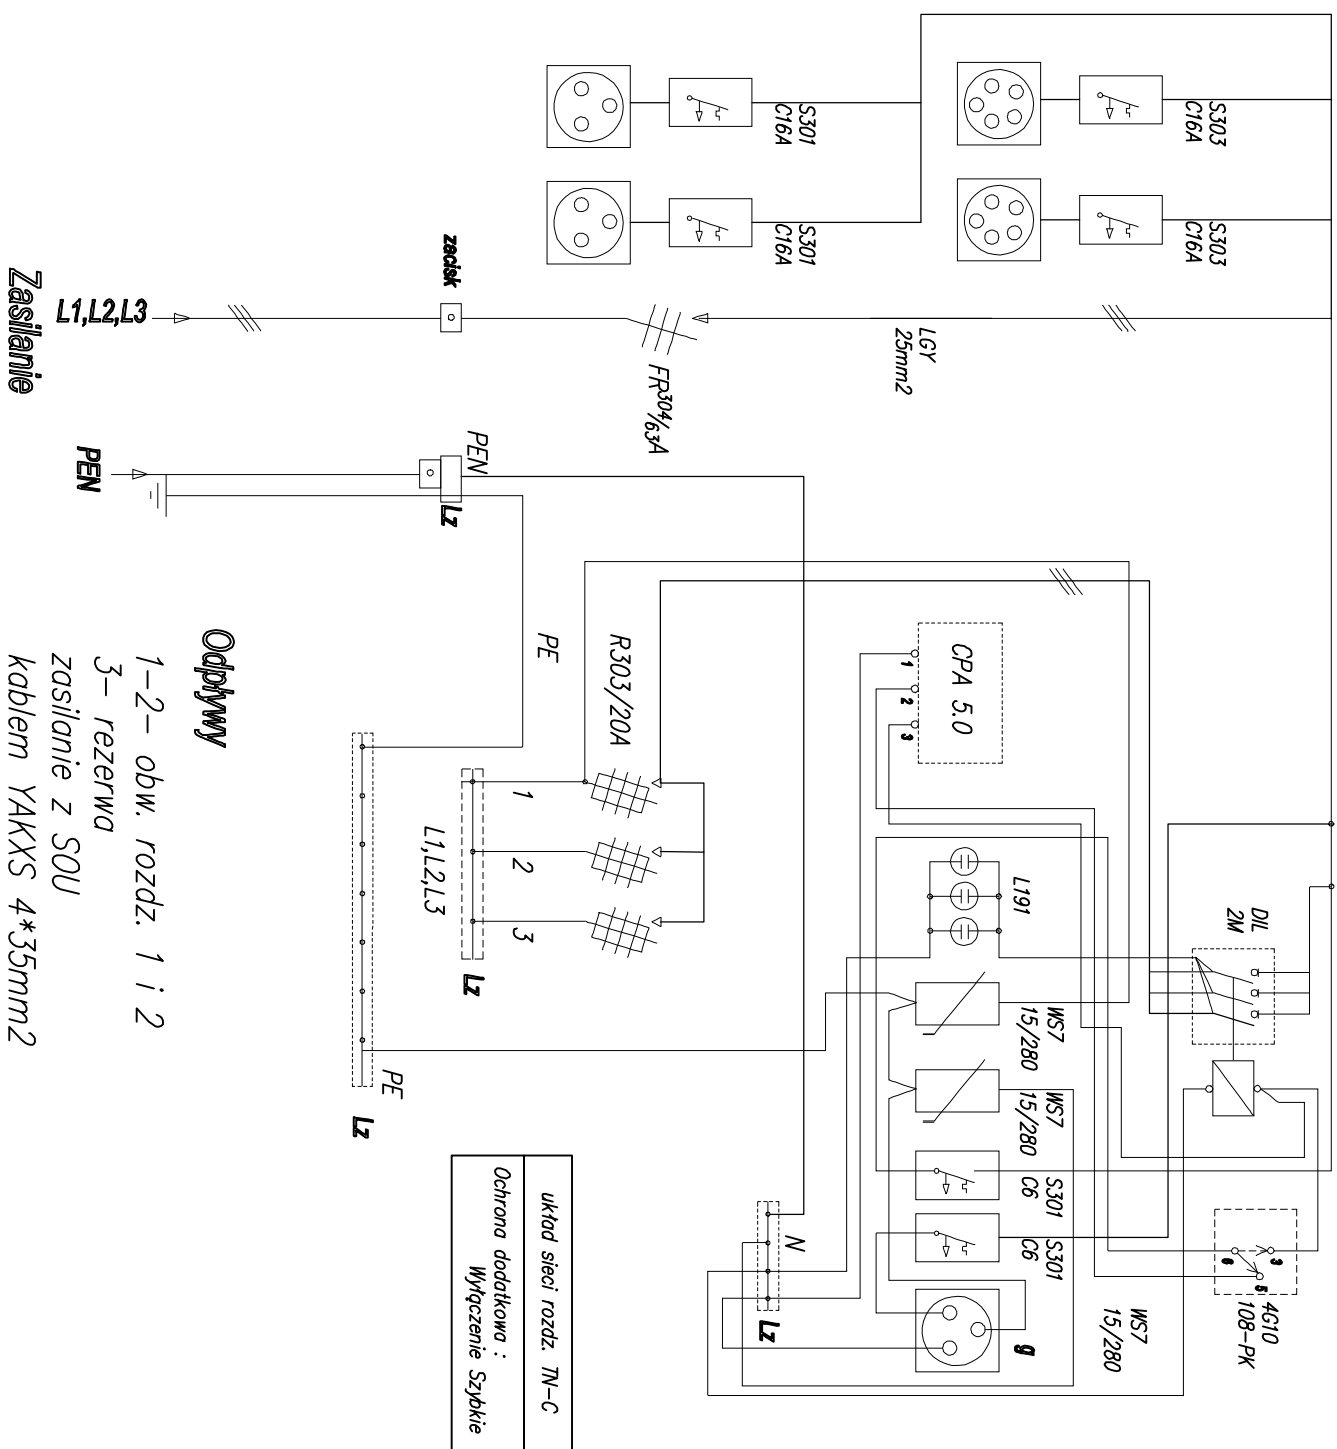 S303
C16A
S303
C16A
S301
C16A
S301
C16A
LGY
25mm2
FR304/63A
zacisk
L1,L2,L3
Zasilanie
PEN
PEN
Lz
PE
CPA 5.0
1
2
3
R303/20A
1
2
3
L1,L2,L3
Lz
PE
Lz
L191
DIL
2M
WS7
15/280
WS7
15/280
S301
C6
S301
C6
WS7
15/280
4G10
108-PK
3
6
5
g
N
Lz
Odpływy
1-2- obw. rozdz. 1 i 2
3- rezerwa
zasilanie z SOU
kablem YAKXS 4*35mm2
układ sieci rozdz. TN-C
Ochrona dodatkowa :
Wyłączenie Szybkie